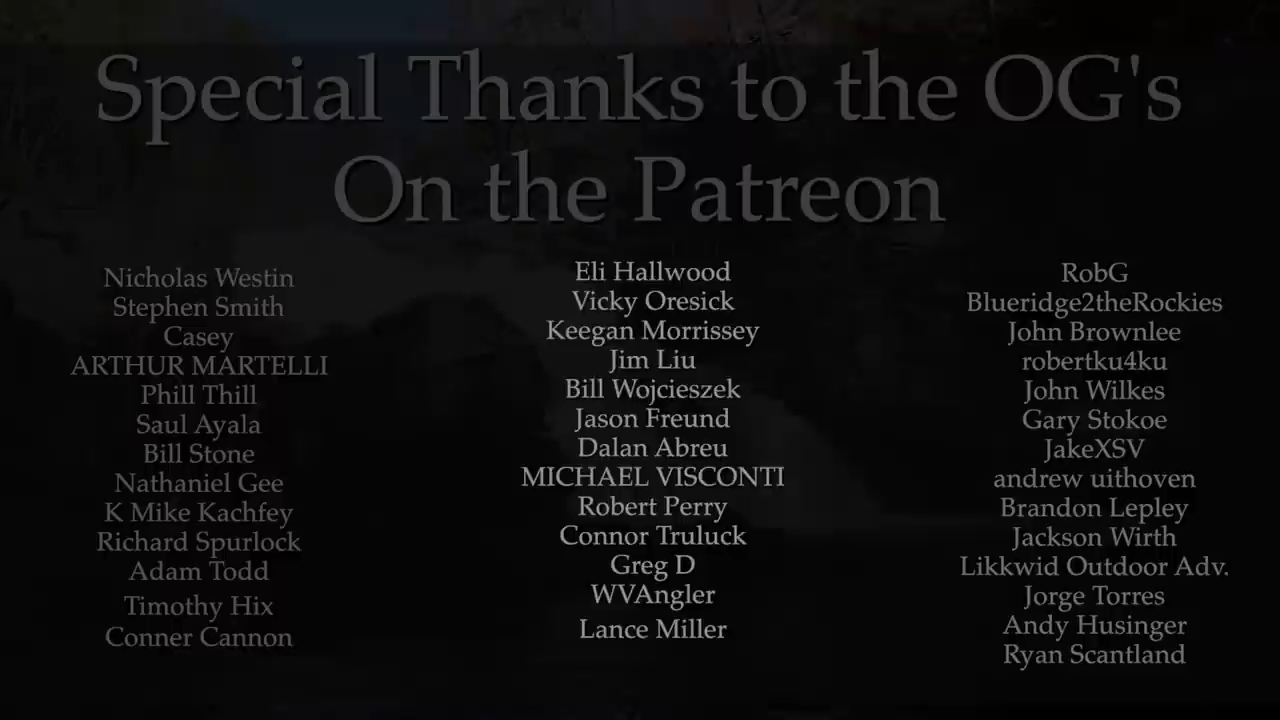 Special Thanks to the OG's
On the Patreon
Nicholas Westin
Stephen Smith
Casey
ARTHUR MARTELLI
Phill Thill
Saul Ayala
Bill Stone
Nathaniel Gee
K Mike Kachfey
Richard Spurlock
Adam Todd
Timothy Hix
Conner Cannon
Eli Hallwood
Vicky Oresick
Keegan Morrissey
Jim Liu
Bill Wojcieszek
Jason Freund
Dalan Abreu
MICHAEL VISCONTI
Robert Perry
Connor Truluck
Greg D
WVAngler
Lance Miller
RobG
Blueridge2theRockies
John Brownlee
robertku4ku
John Wilkes
Gary Stokoe
JakeXSV
andrew uithoven
Brandon Lepley
Jackson Wirth
Likkwid Outdoor Adv.
Jorge Torres
Andy Husinger
Ryan Scantland